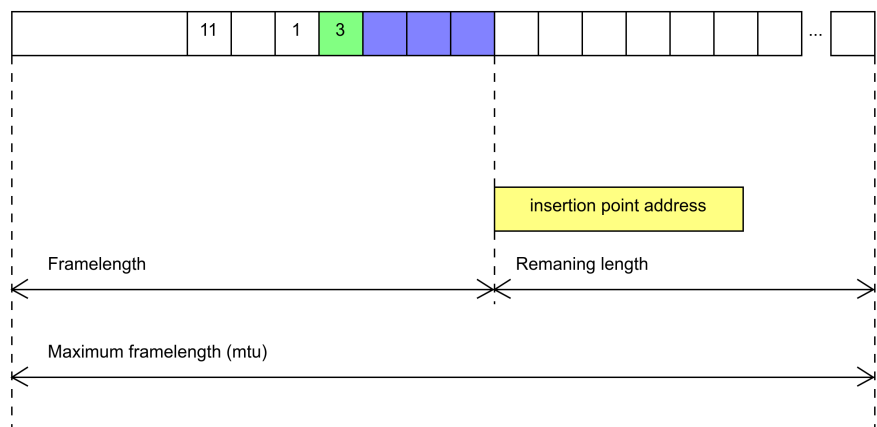 11 1 3 ...
insertion point address
Framelength Remaning length
Maximum framelength (mtu)